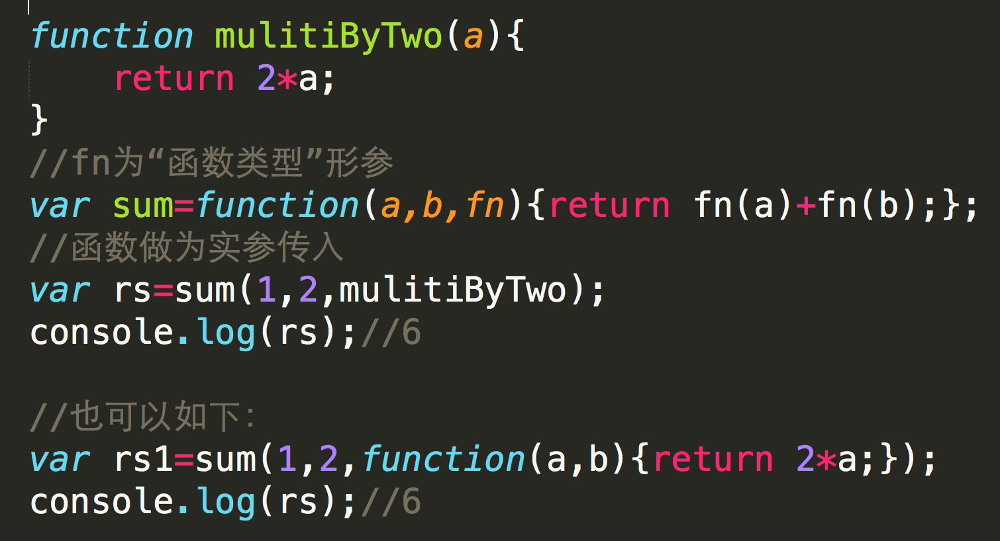 function mulitiByTwo(a){
    return 2*a;
}
//fn为“函数类型”形参
var sum=function(a,b,fn){return fn(a)+fn(b);};
//函数做为实参传入
var rs=sum(1,2,mulitiByTwo);
console.log(rs);//6
//也可以如下:
var rs1=sum(1,2,function(a,b){return 2*a;});
console.log(rs);//6